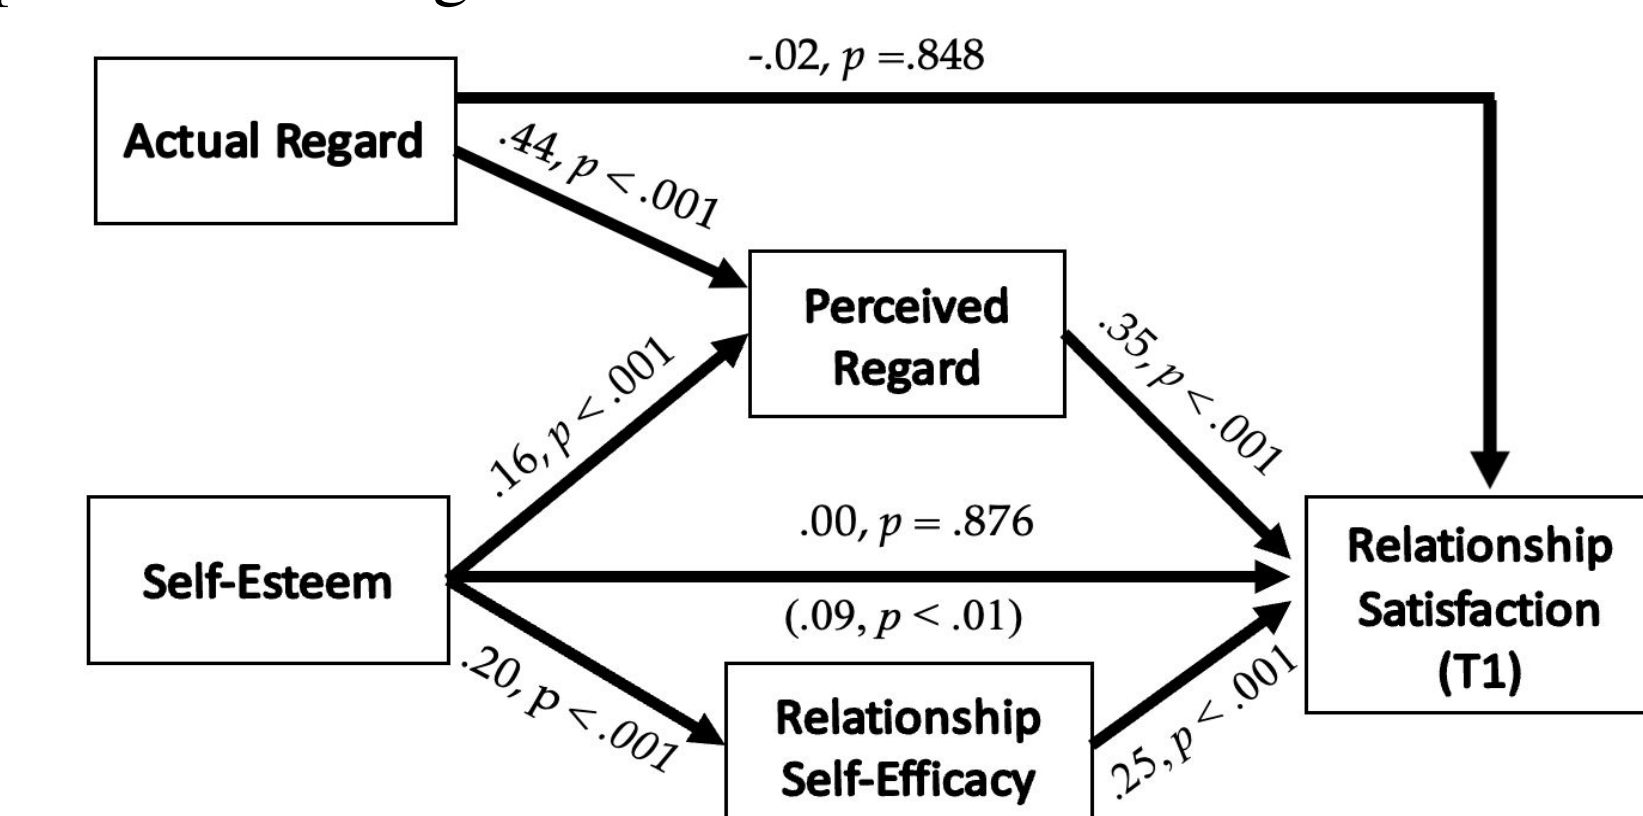 -.02, p =.848
Actual Regard
.44, p < .001
Perceived
Regard
.35, p < .001
.16, p < .001
.00, p = .876
Self-Esteem
(.09, p < .01)
Relationship
Satisfaction
(T1)
.20, p < .001
Relationship
Self-Efficacy
.25, p < .001